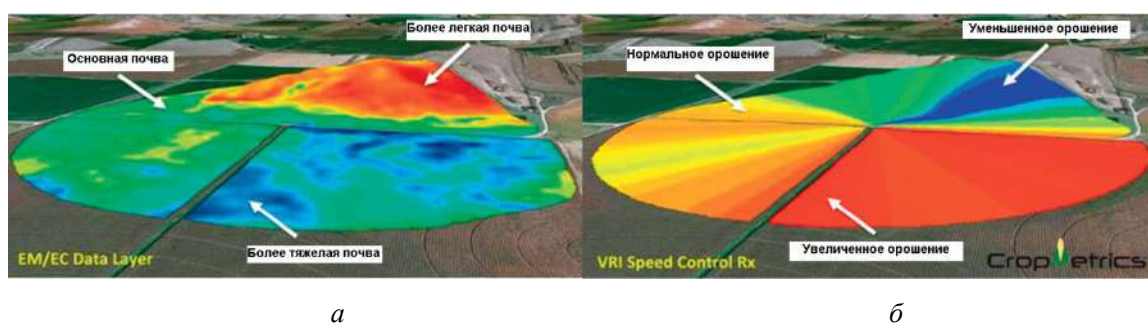 Более легкая почва
Основная почва
Более тяжелая почва
EM/EC Data Layer
Уменьшенное орошение
Нормальное орошение
Увеличенное орошение
VRI Speed Control Rx
CropMetrics
а
б